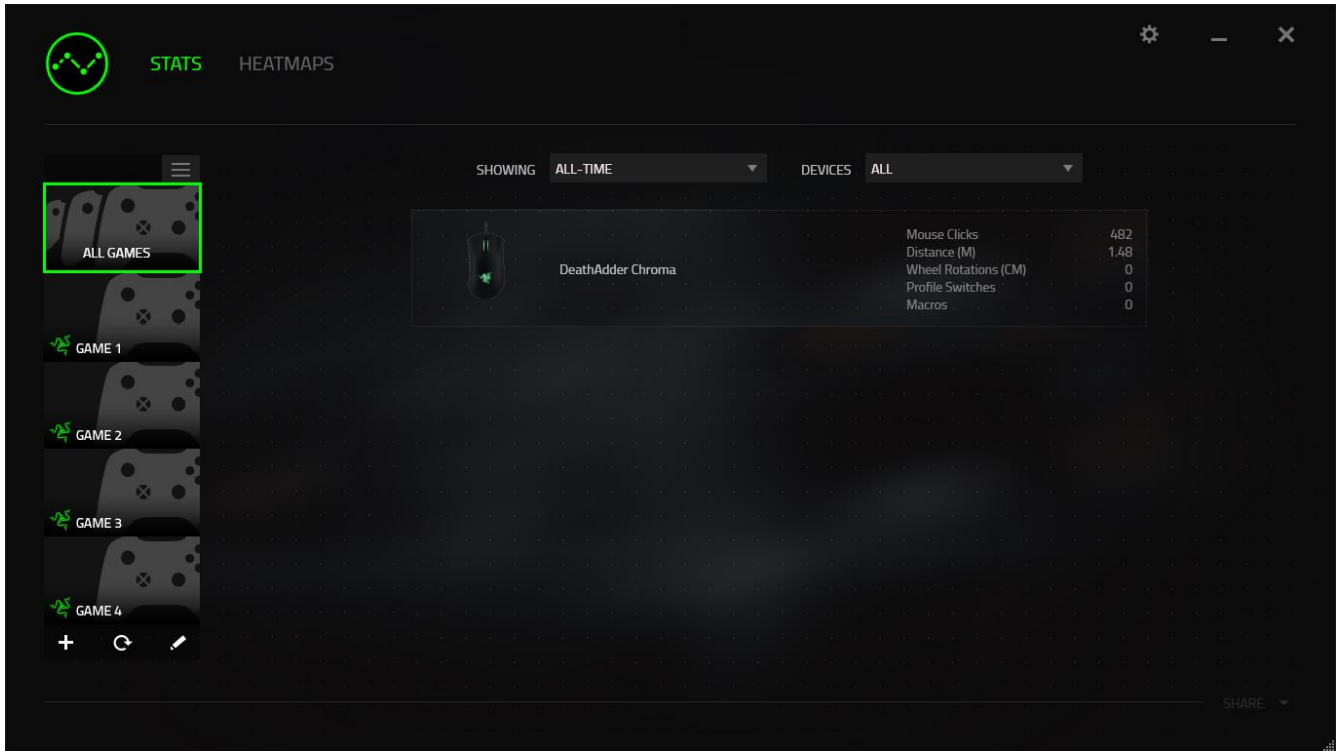 STATS HEATMAPS
SHOWING ALL-TIME DEVICES ALL
ALL GAMES
GAME 1
GAME 2
GAME 3
GAME 4
DeathAdder Chroma
Mouse Clicks 482
Distance (M) 1.48
Wheel Rotations (CM) 0
Profile Switches 0
Macros 0
SHARE